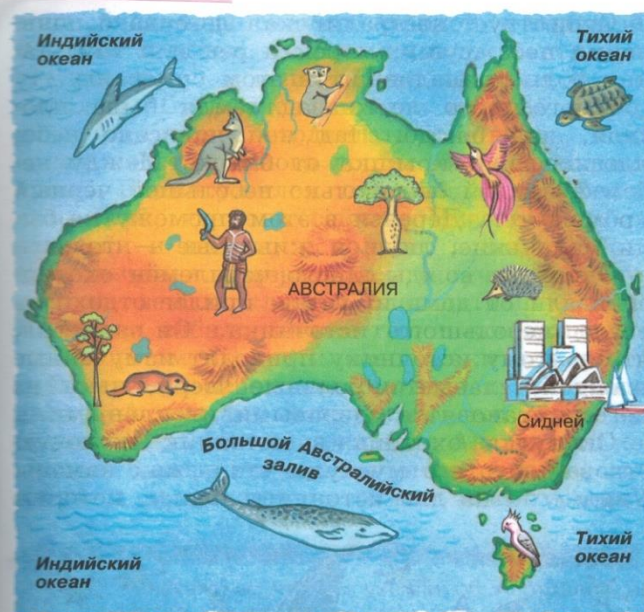 Индийский
океан
Тихий
океан
АВСТРАЛИЯ
Сидней
Большой Австралийский
залив
Индийский
океан
Тихий
океан